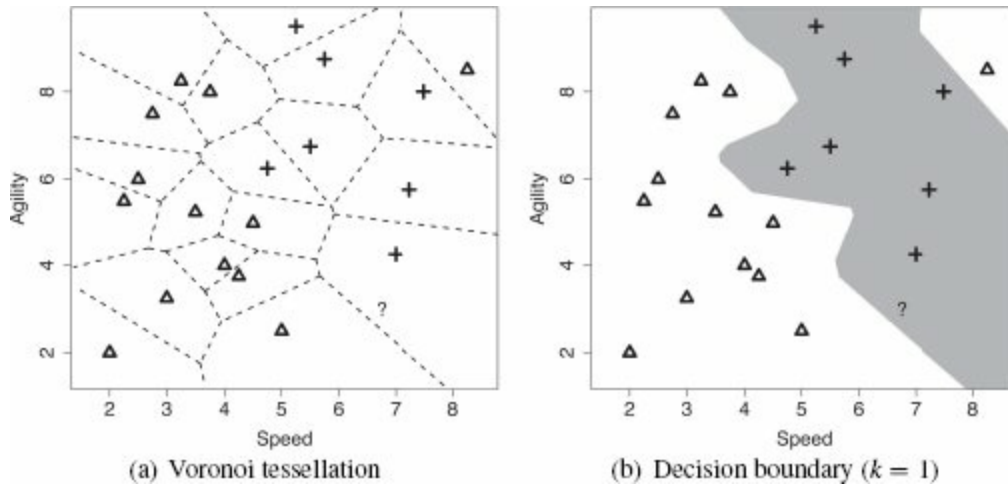 Agility
8
6
4
2
?
2 3 4 5 6 7 8
Speed
(a) Voronoi tessellation
Agility
8
6
4
2
?
2 3 4 5 6 7 8
Speed
(b) Decision boundary (k = 1)